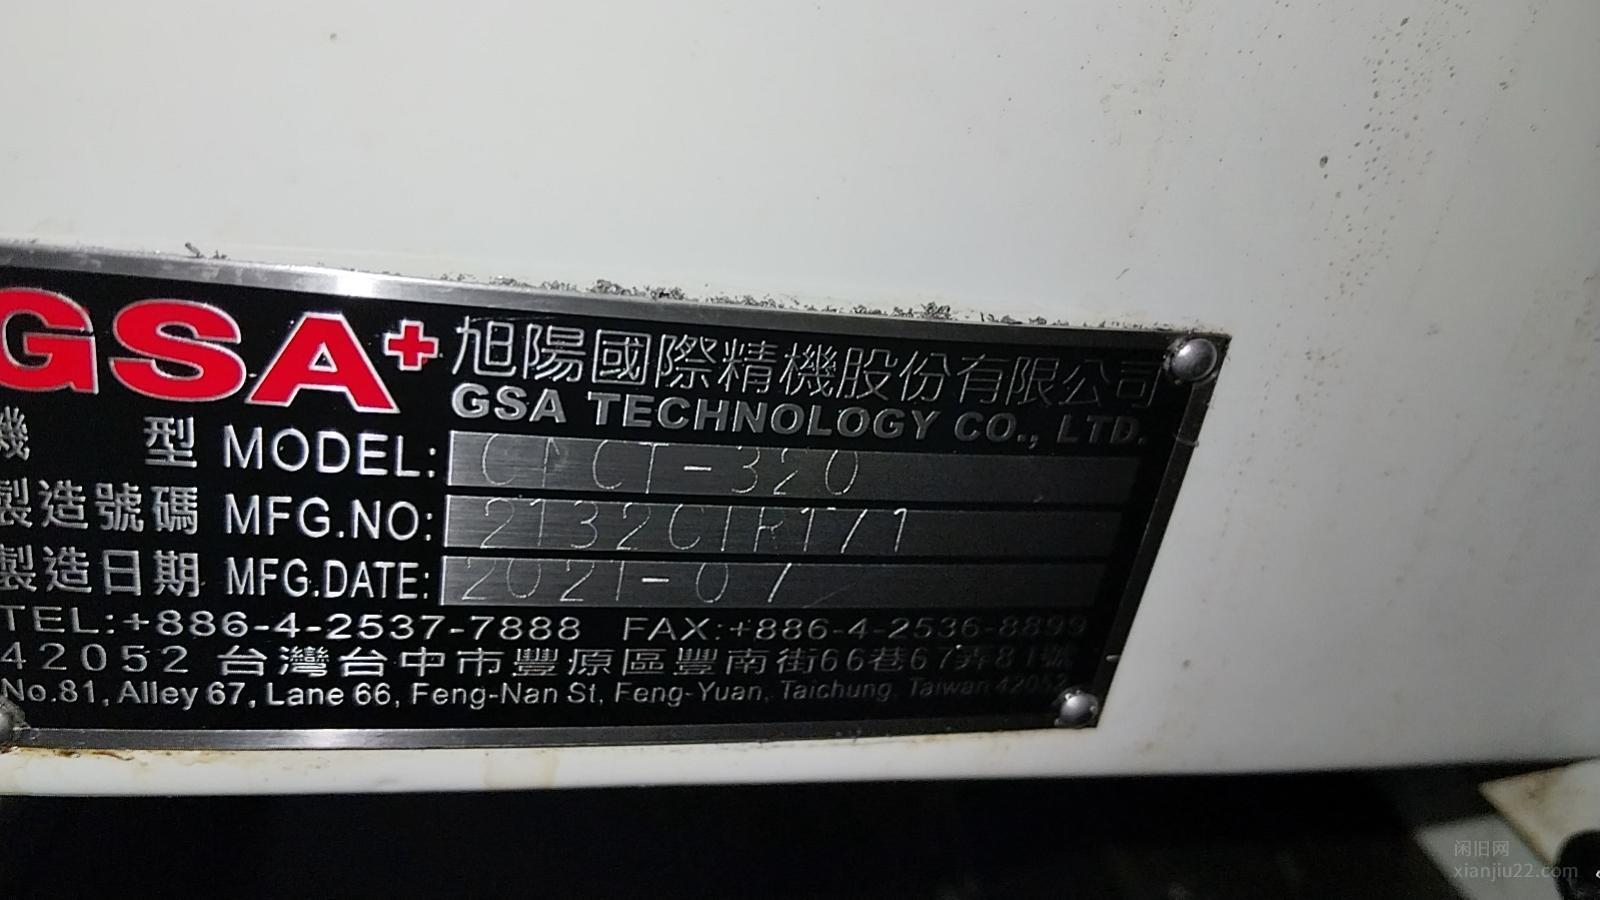 GSA+ 旭陽國際精機股份有限公司
GSA TECHNOLOGY CO., LTD.
機 型 MODEL: CNCT-320
製造號碼 MFG.NO: 2132CTR171
製造日期 MFG.DATE: 2021-07
TEL:+886-4-2537-7888 FAX:+886-4-2536-8899
42052 台灣台中市豐原區豐南街66巷67弄81號
No.81, Alley 67, Lane 66, Feng-Nan St, Feng-Yuan, Taichung, Taiwan 42052
闲旧网
xianjiu22.com